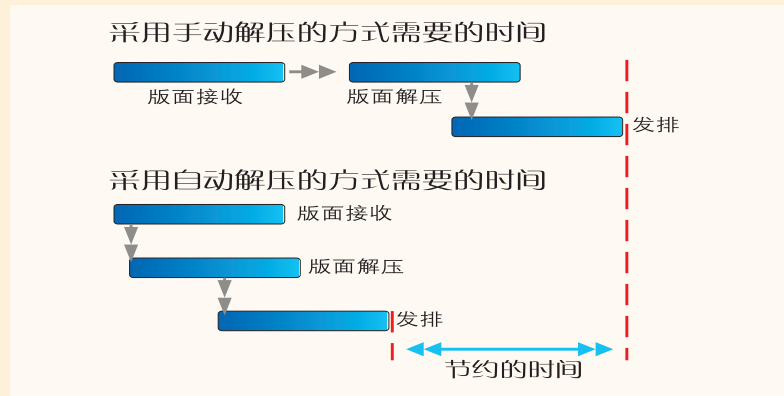 采用手动解压的方式需要的时间
版面接收
版面解压
发排
采用自动解压的方式需要的时间
版面接收
版面解压
发排
节约的时间